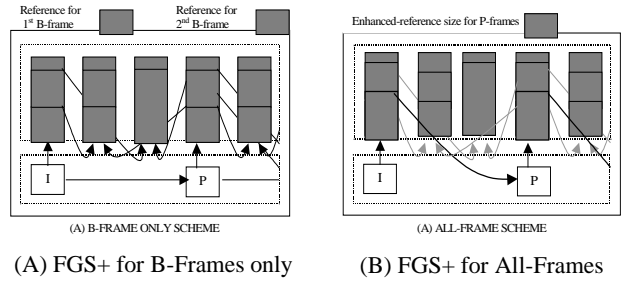 Reference for
1st B-frame
Reference for
2nd B-frame
I
P
(A) B-FRAME ONLY SCHEME
(A) FGS+ for B-Frames only
Enhanced-reference size for P-frames
I
P
(A) ALL-FRAME SCHEME
(B) FGS+ for All-Frames